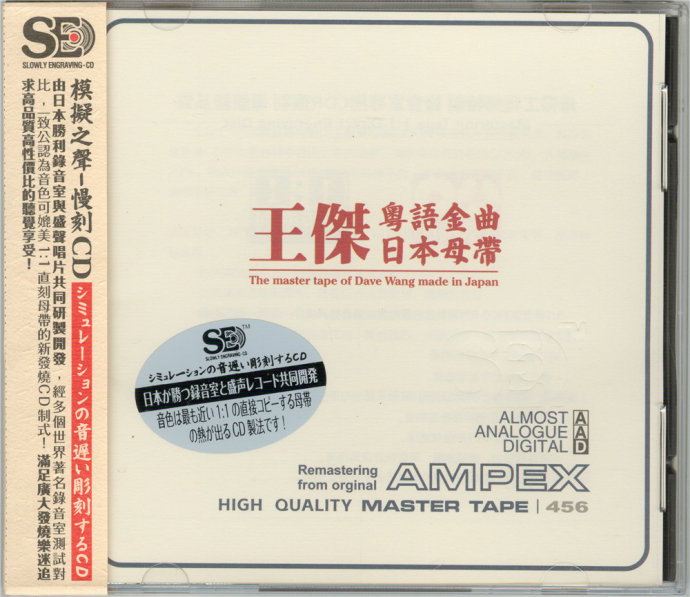 SE
SLOWLY ENGRAVING-CD
模擬之聲-慢刻CD
シミュレーションの音遅い彫刻するCD
由日本勝利錄音室與盛聲唱片共同研製開發，經多個世界著名錄音室測試對
比，一致公認為音色可媲美1:1直刻母帶的新發燒CD制式！滿足廣大發燒樂迷追
求高品質高性價比的聽覺享受！
王傑 粵語金曲
日本母帶
The master tape of Dave Wang made in Japan
SE™
SLOWLY ENGRAVING-CD
シミュレーションの音遅い彫刻するCD
日本が勝つ録音室と盛声レコード共同開発
音色は最も近い1:1の直接コピーする母帯
の熱が出るCD製法です！
ALMOST A
ANALOGUE A
DIGITAL D
Remastering
from orginal AMPEX
HIGH QUALITY MASTER TAPE | 456